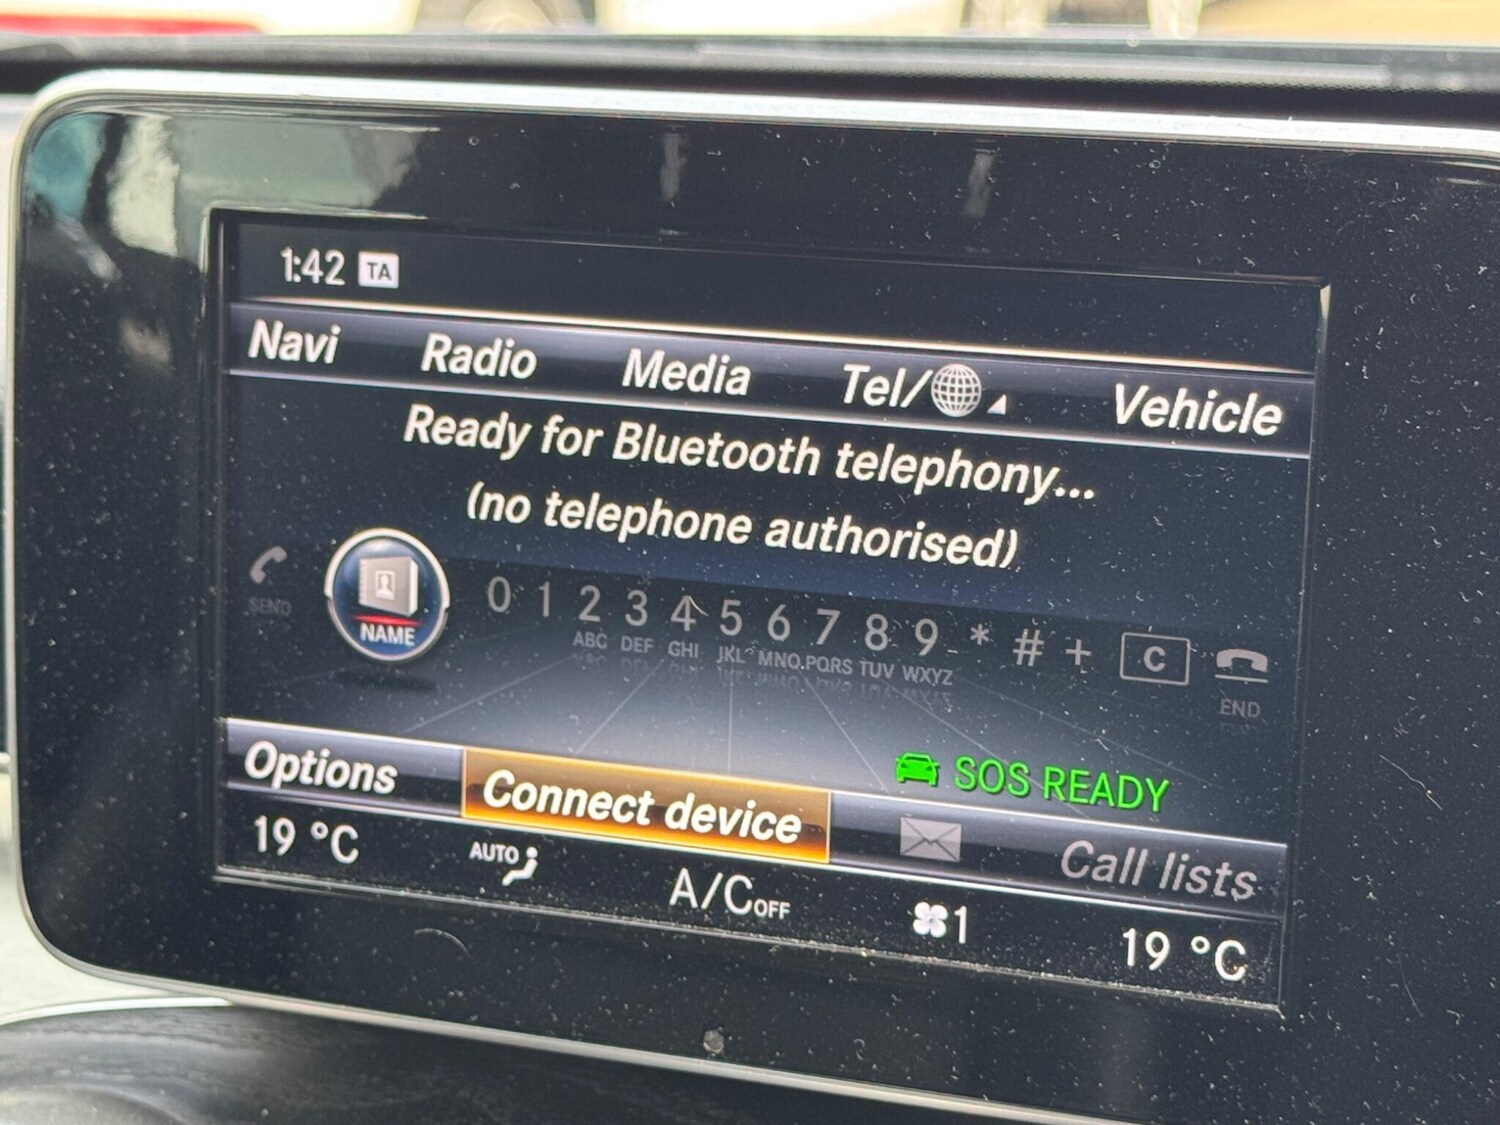 1:42 TA
Navi Radio Media Tel/ Vehicle
Ready for Bluetooth telephony...
(no telephone authorised)
SEND NAME 0 1 2 3 4 5 6 7 8 9 * # + C END
ABC DEF GHI JKL MNO PQRS TUV WXYZ
SOS READY
Options Connect device Call lists
19 °C AUTO A/C OFF 1 19 °C